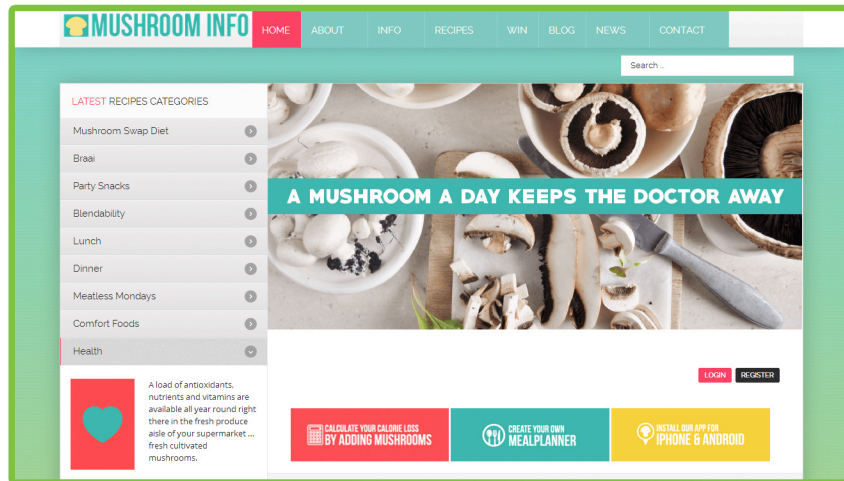 MUSHROOM INFO
HOME ABOUT INFO RECIPES WIN BLOG NEWS CONTACT
Search ...
LATEST RECIPES CATEGORIES
Mushroom Swap Diet
Braai
Party Snacks
Blendability
Lunch
Dinner
Meatless Mondays
Comfort Foods
Health
A load of antioxidants,
nutrients and vitamins are
available all year round right
there in the fresh produce
aisle of your supermarket ...
fresh cultivated
mushrooms.
A MUSHROOM A DAY KEEPS THE DOCTOR AWAY
LOGIN REGISTER
CALCULATE YOUR CALORIE LOSS
BY ADDING MUSHROOMS
CREATE YOUR OWN
MEALPLANNER
INSTALL OUR APP FOR
IPHONE & ANDROID